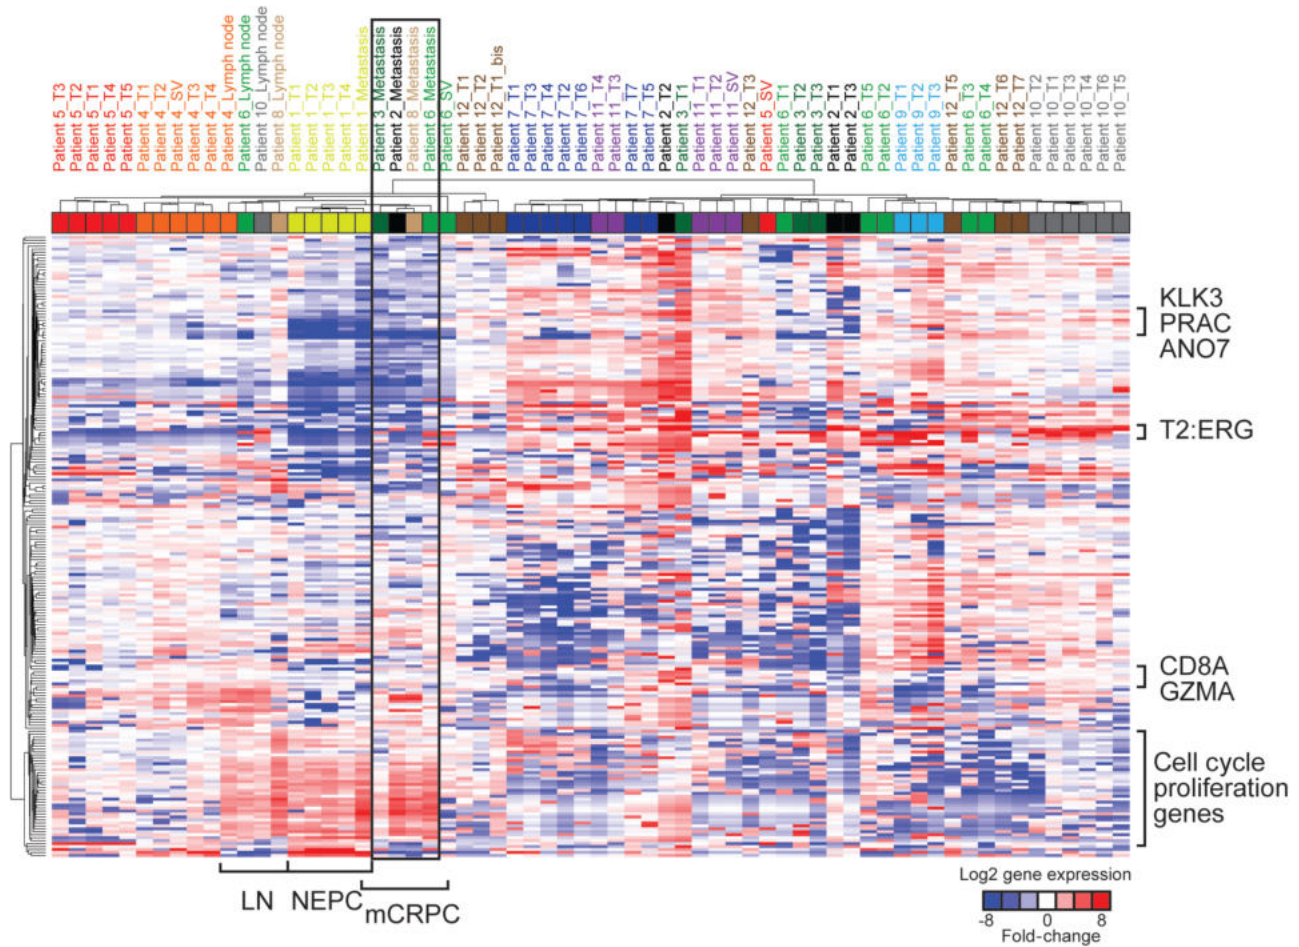 Patient 5_T3
Patient 5_T2
Patient 5_T1
Patient 5_T4
Patient 5_T5
Patient 4_T1
Patient 4_T2
Patient 4_SV
Patient 4_T3
Patient 4_T4
Patient 4_Lymph node
Patient 6_Lymph node
Patient 10_Lymph node
Patient 8_Lymph node
Patient 1_T1
Patient 1_T2
Patient 1_T3
Patient 1_T4
Patient 1_Metastasis
Patient 3_Metastasis
Patient 2_Metastasis
Patient 8_Metastasis
Patient 6_Metastasis
Patient 6_SV
Patient 12_T1
Patient 12_T2
Patient 12_T1_bis
Patient 7_T1
Patient 7_T3
Patient 7_T4
Patient 7_T2
Patient 7_T6
Patient 11_T4
Patient 11_T3
Patient 7_T7
Patient 7_T5
Patient 2_T2
Patient 3_T1
Patient 11_T1
Patient 11_T2
Patient 11_SV
Patient 12_T3
Patient 5_SV
Patient 6_T1
Patient 3_T2
Patient 3_T3
Patient 2_T1
Patient 2_T3
Patient 6_T5
Patient 6_T2
Patient 9_T1
Patient 9_T2
Patient 9_T3
Patient 12_T5
Patient 6_T3
Patient 6_T4
Patient 12_T6
Patient 12_T7
Patient 10_T2
Patient 10_T1
Patient 10_T3
Patient 10_T4
Patient 10_T6
Patient 10_T5
KLK3
PRAC
ANO7
T2:ERG
CD8A
GZMA
Cell cycle
proliferation
genes
LN NEPC mCRPC
Log2 gene expression
-8 0 8
Fold-change